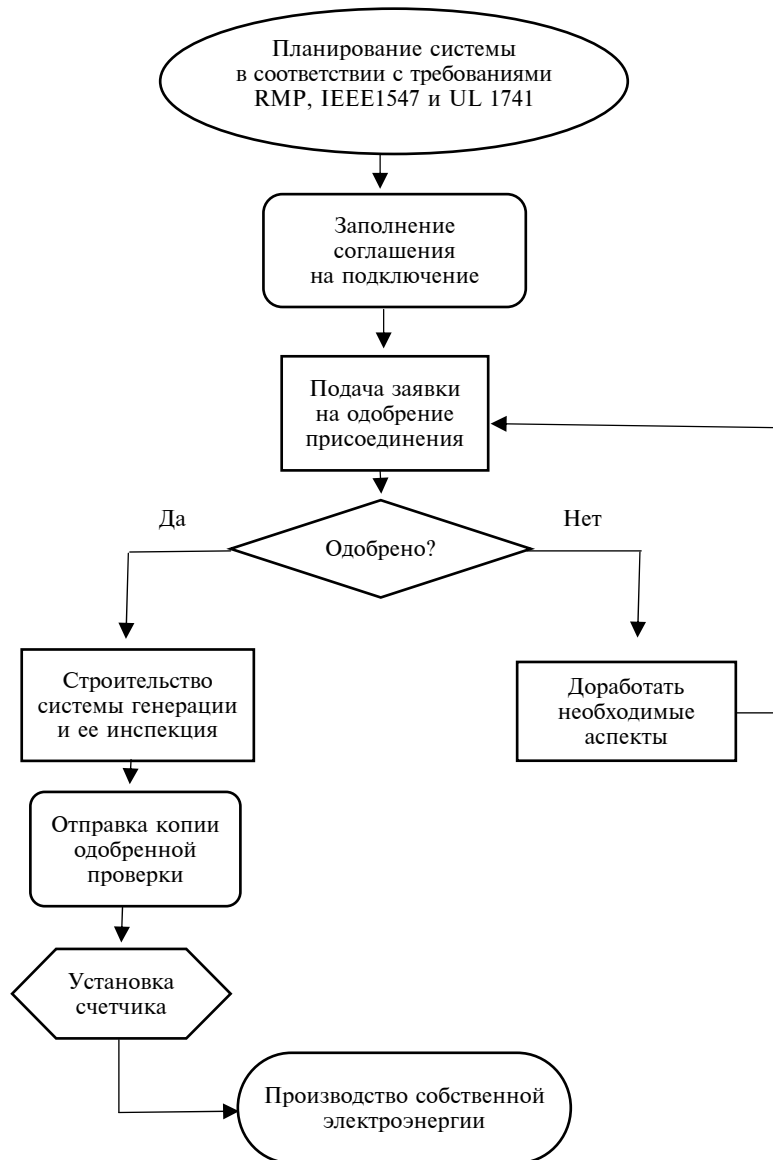 Планирование системы
в соответствии с требованиями
RMP, IEEE1547 и UL 1741
Заполнение
соглашения
на подключение
Подача заявки
на одобрение
присоединения
Да
Нет
Одобрено?
Строительство
системы генерации
и ее инспекция
Доработать
необходимые
аспекты
Отправка копии
одобренной
проверки
Установка
счетчика
Производство собственной
электроэнергии